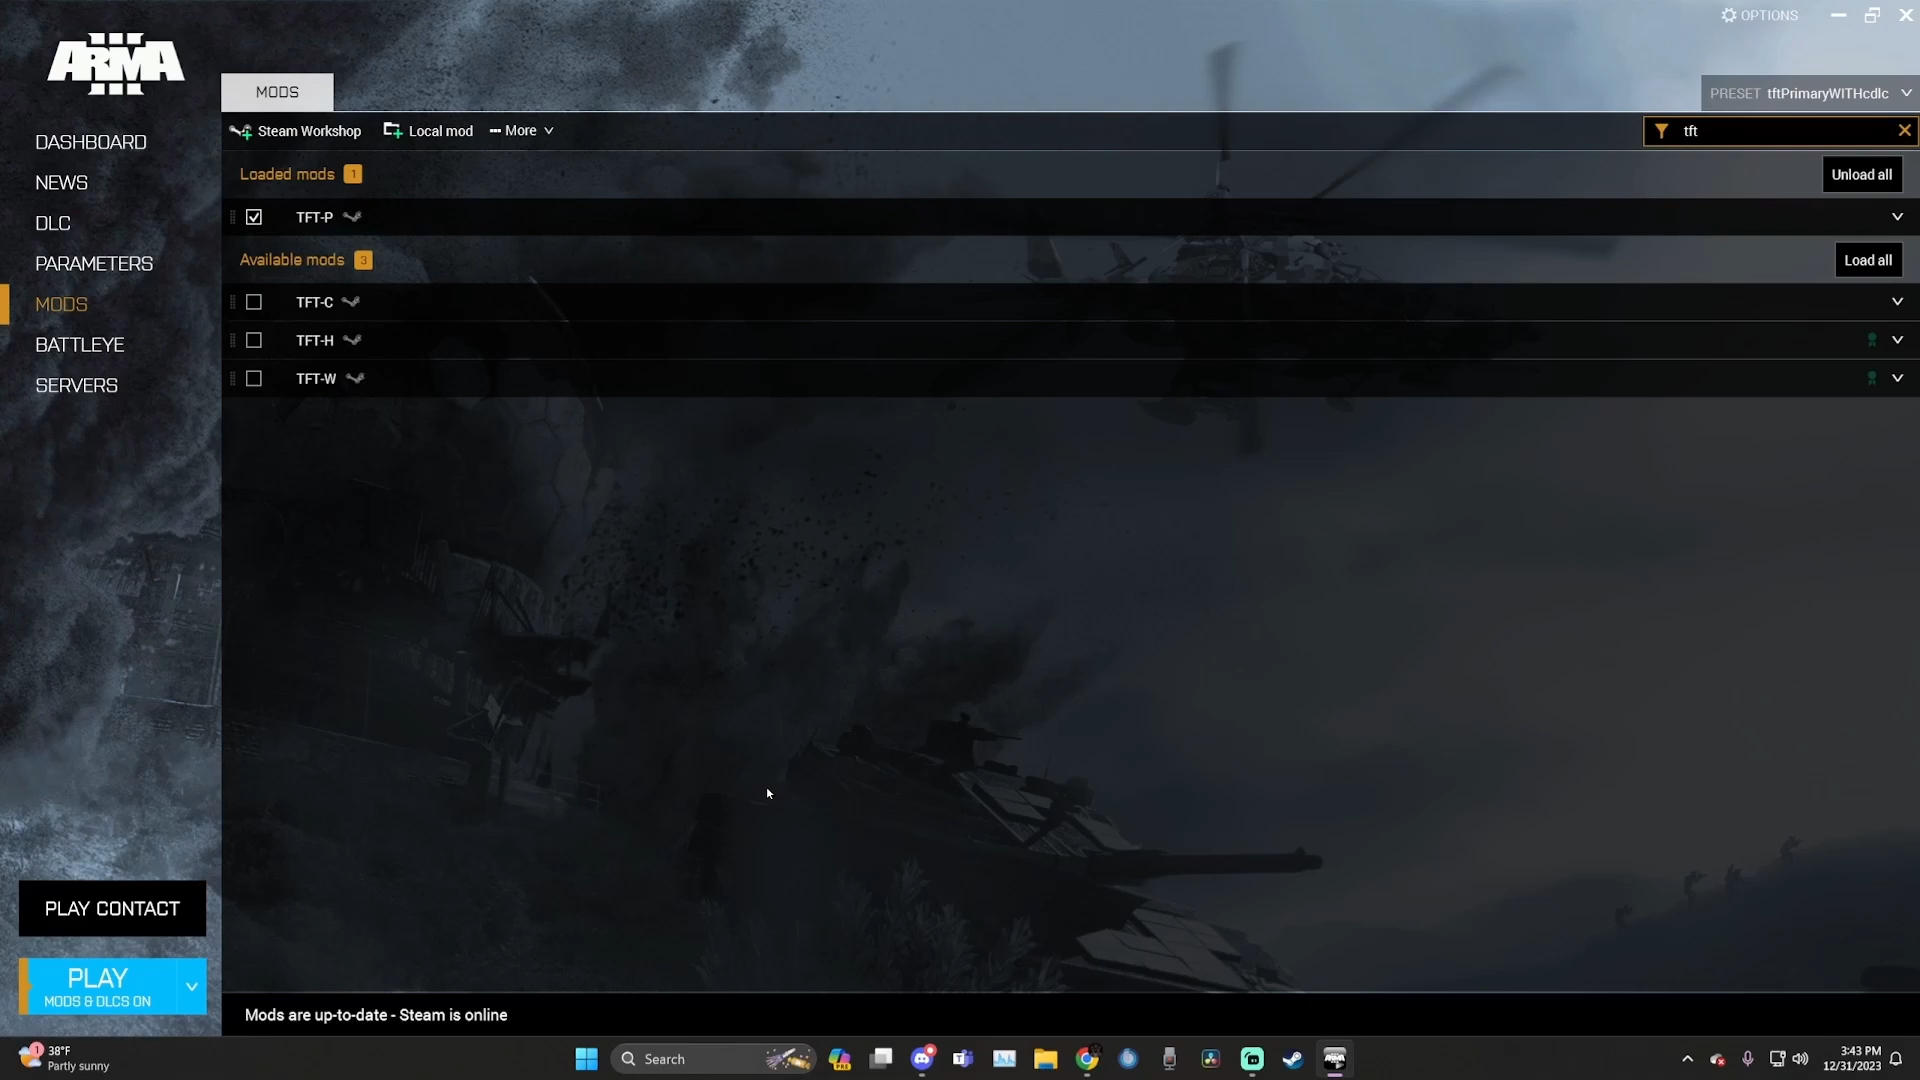 OPTIONS
ARMA III
MODS
PRESET tftPrimaryWITHcdlc
Steam Workshop
Local mod
More
tft
DASHBOARD
NEWS
DLC
PARAMETERS
MODS
BATTLEYE
SERVERS
Loaded mods 1
Unload all
TFT-P
Available mods 3
Load all
TFT-C
TFT-H
TFT-W
PLAY CONTACT
PLAY
MODS & DLCS ON
Mods are up-to-date - Steam is online
1
38°F
Partly sunny
Search
PRE
3:43 PM
12/31/2023